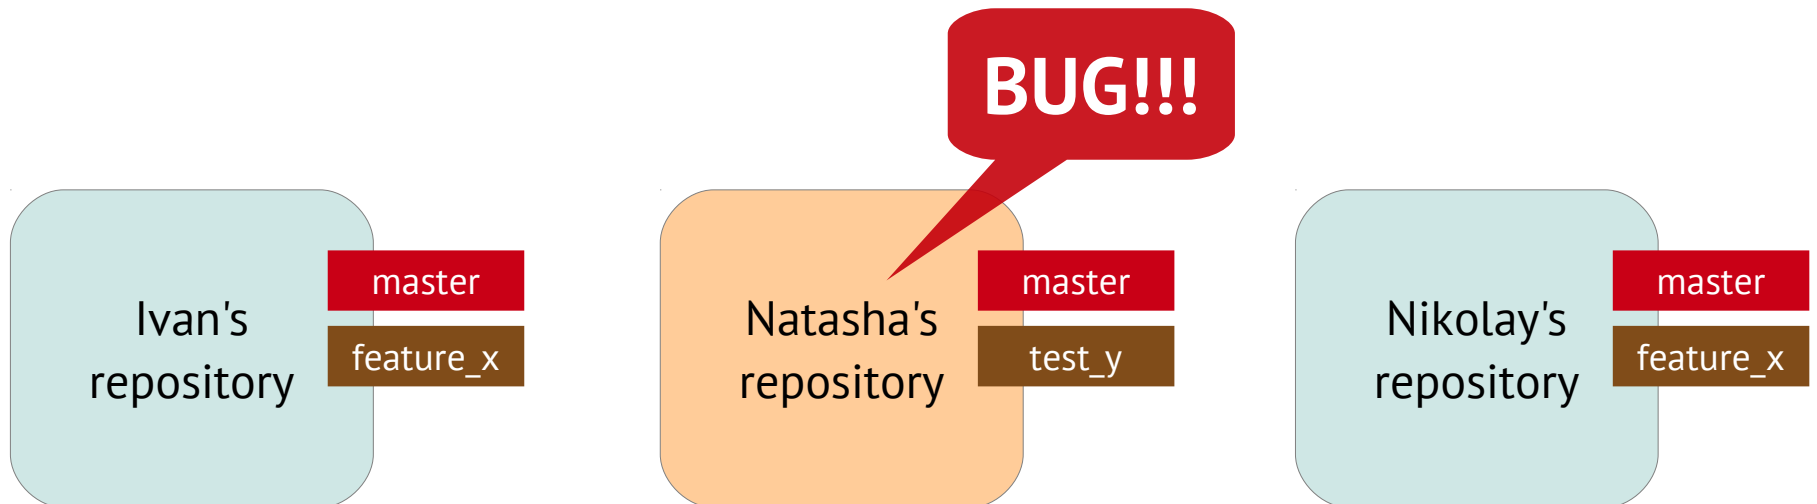 BUG!!!
Ivan's
repository
master
feature_x
Natasha's
repository
master
test_y
Nikolay's
repository
master
feature_x